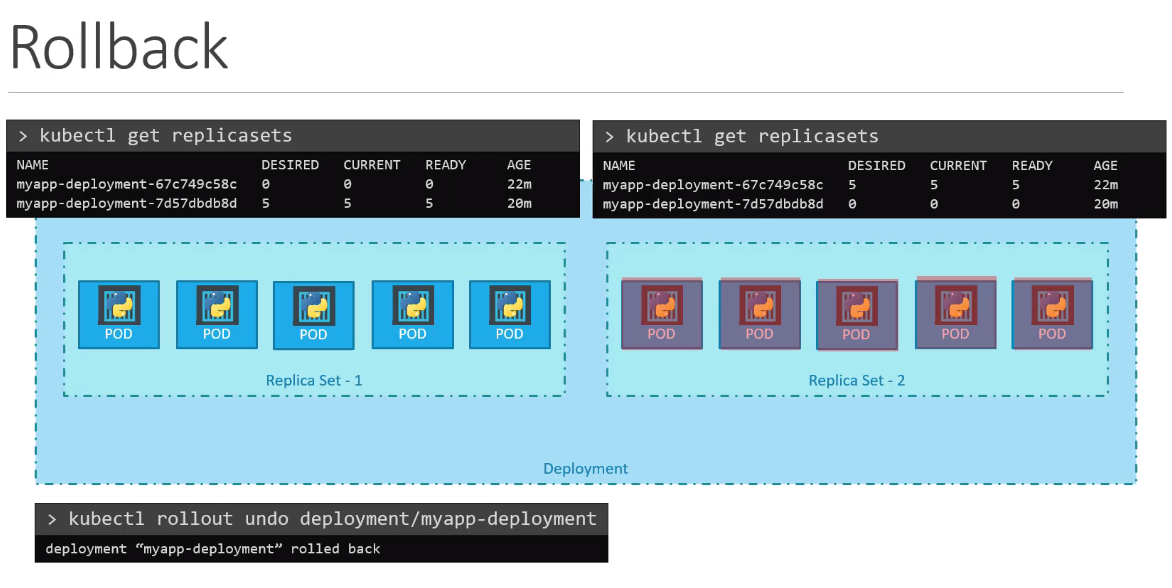 Rollback
> kubectl get replicasets
NAME DESIRED CURRENT READY AGE
myapp-deployment-67c749c58c 0 0 0 22m
myapp-deployment-7d57dbdb8d 5 5 5 20m
> kubectl get replicasets
NAME DESIRED CURRENT READY AGE
myapp-deployment-67c749c58c 5 5 5 22m
myapp-deployment-7d57dbdb8d 0 0 0 20m
POD POD POD POD POD
Replica Set - 1
POD POD POD POD POD
Replica Set - 2
Deployment
> kubectl rollout undo deployment/myapp-deployment
deployment “myapp-deployment” rolled back